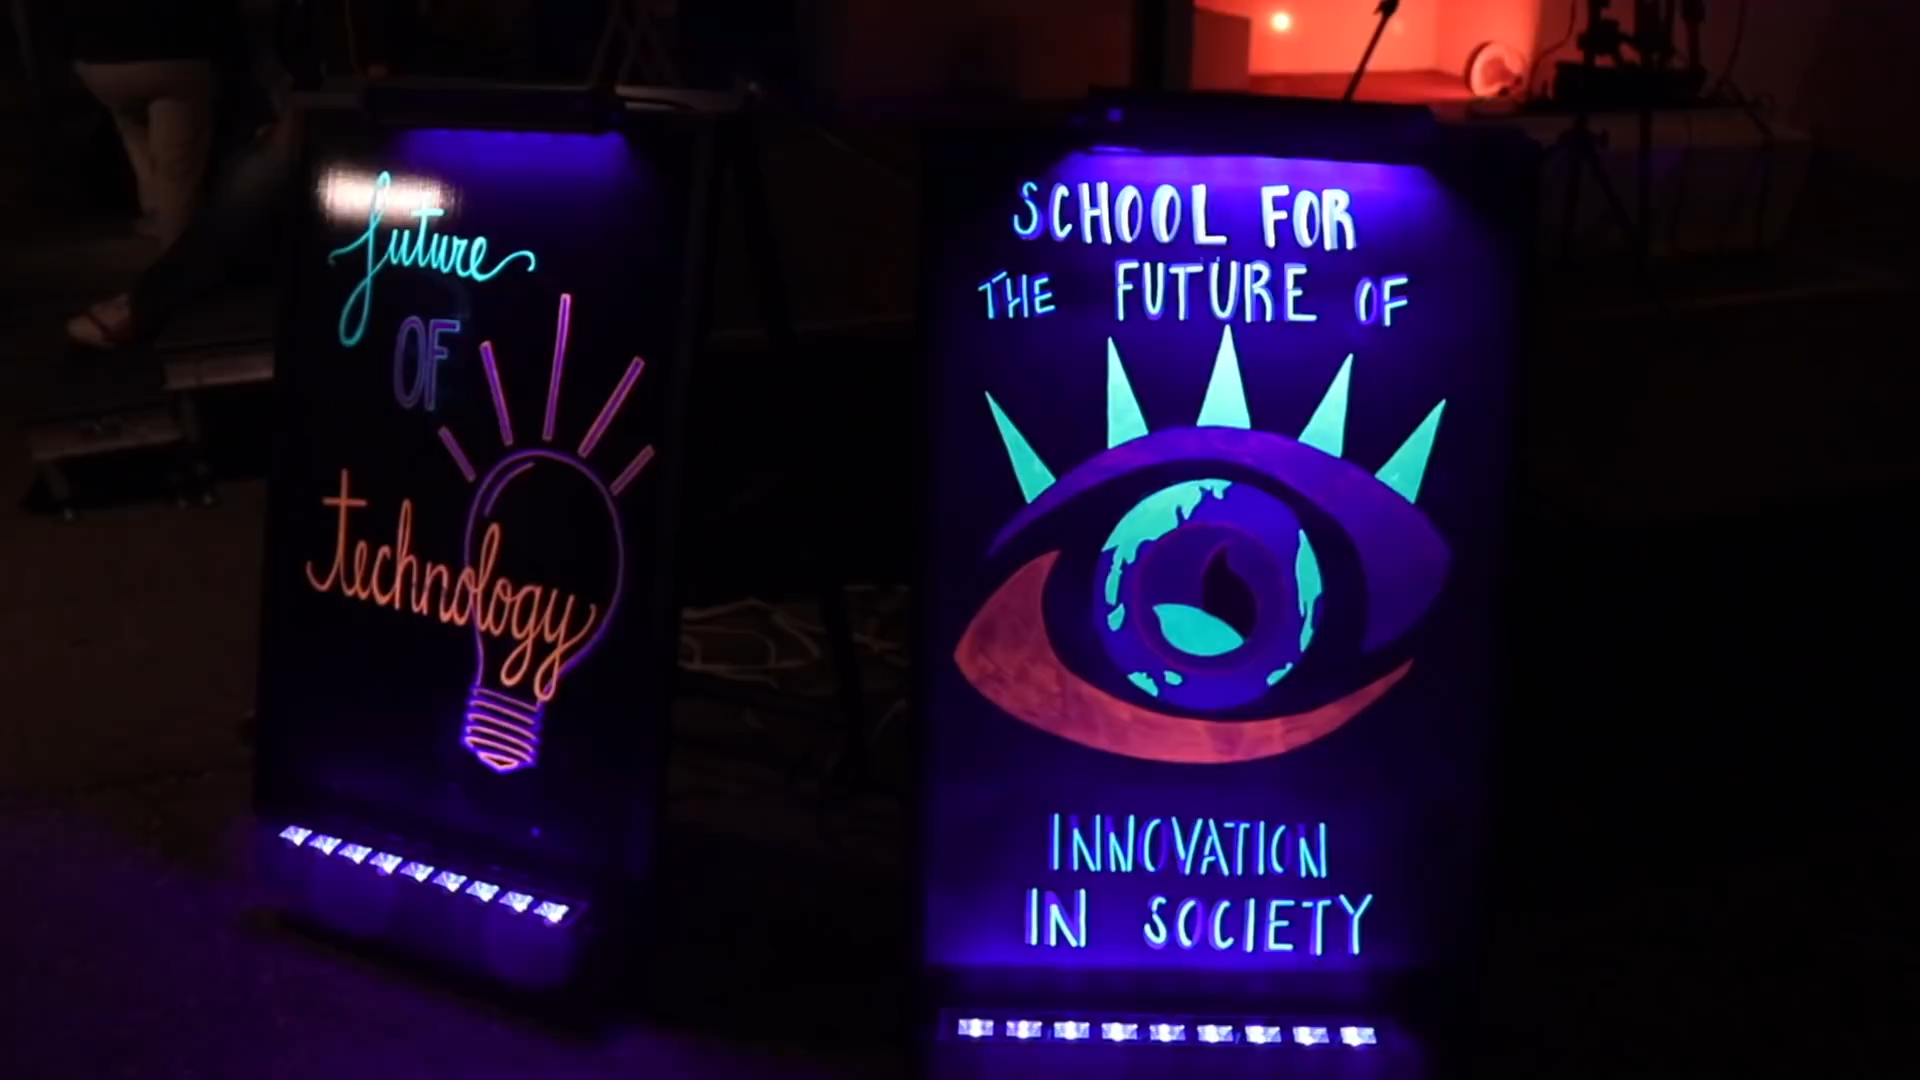 future
OF
technology
SCHOOL FOR
THE FUTURE OF
INNOVATION
IN SOCIETY